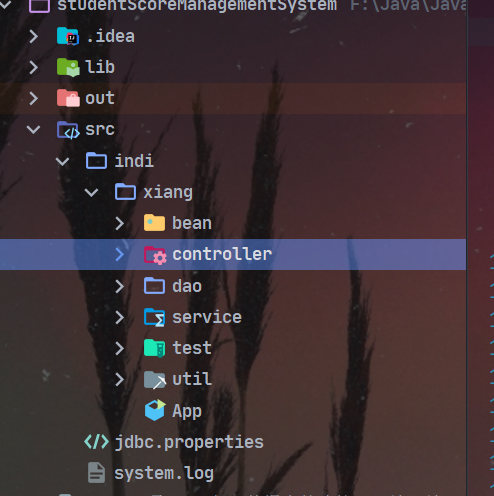 studentScoreManagementSystem F:\Java\Java
.idea
lib
out
src
indi
xiang
bean
controller
dao
service
test
util
App
jdbc.properties
system.log